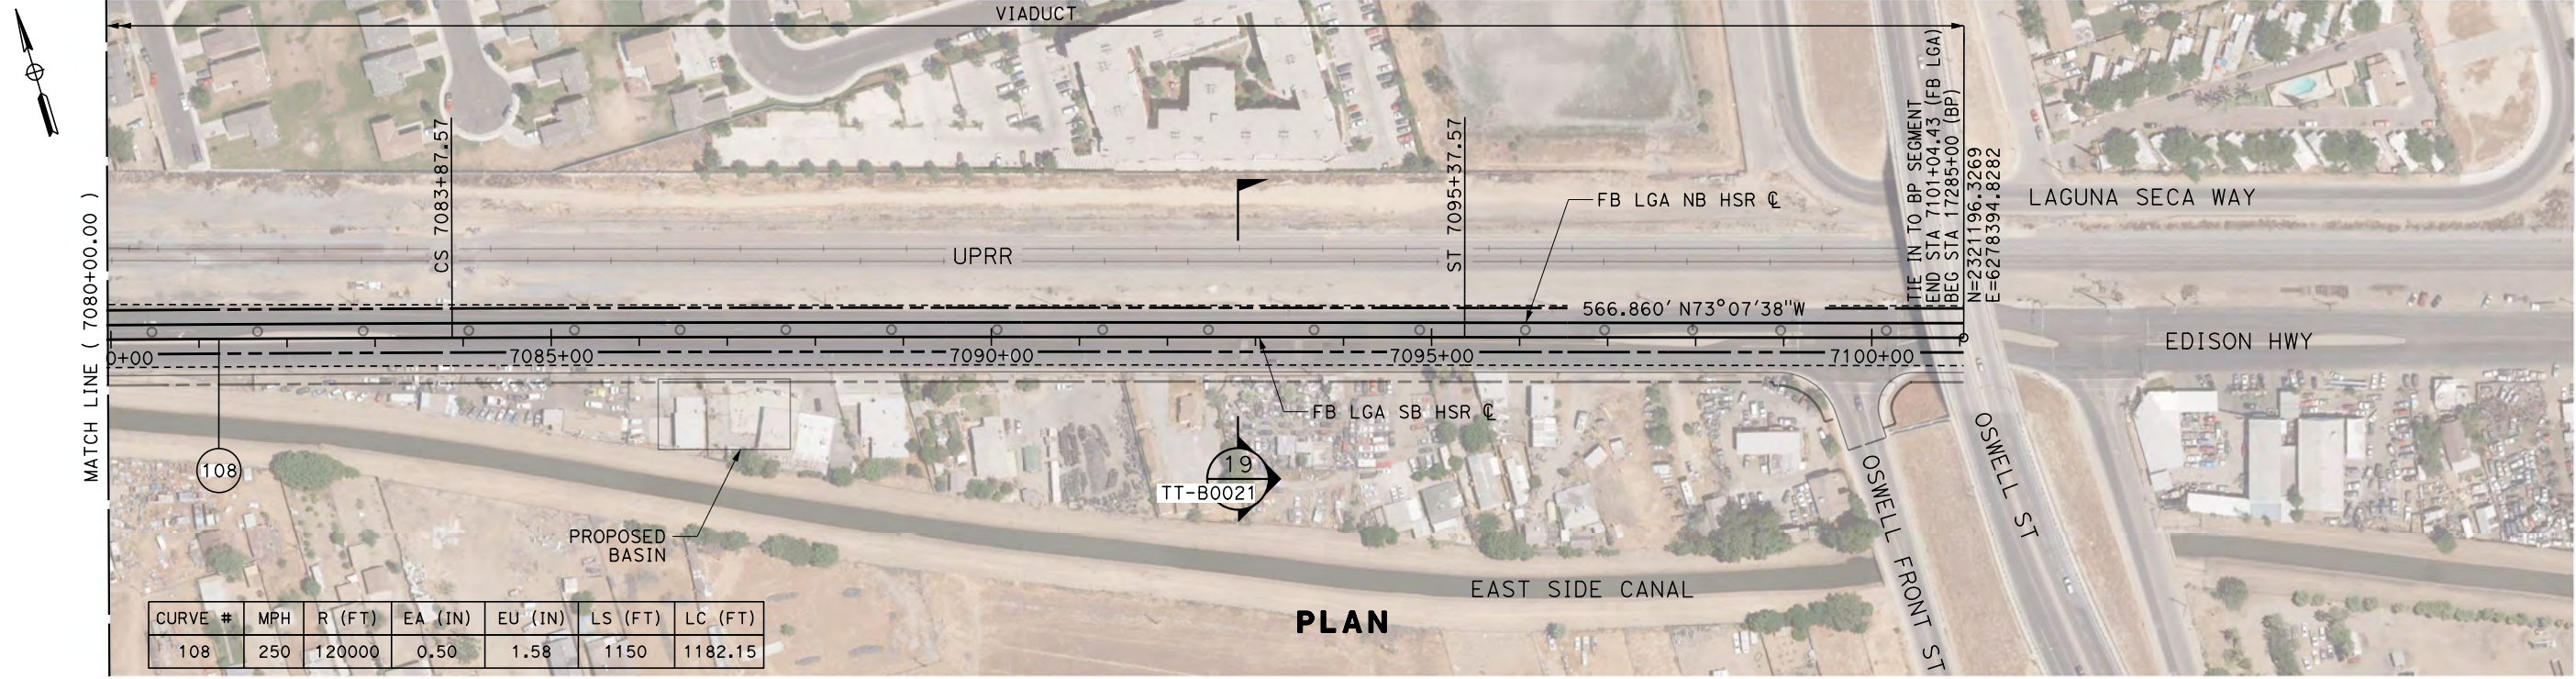 VIADUCT
MATCH LINE ( 7080+00.00 )
CS 7083+87.57
ST 7095+37.57
TIE IN TO BP SEGMENT
END STA 7101+04.43 (FB LGA)
BEG STA 17285+00 (BP)
N=2321196.3269
E=6278394.8282
LAGUNA SECA WAY
FB LGA NB HSR ℄
UPRR
566.860' N73°07'38"W
EDISON HWY
0+00
7085+00
7090+00
7095+00
7100+00
FB LGA SB HSR ℄
108
19
TT-B0021
PROPOSED
BASIN
OSWELL ST
OSWELL FRONT ST
EAST SIDE CANAL
PLAN
CURVE # MPH R (FT) EA (IN) EU (IN) LS (FT) LC (FT)
108 250 120000 0.50 1.58 1150 1182.15